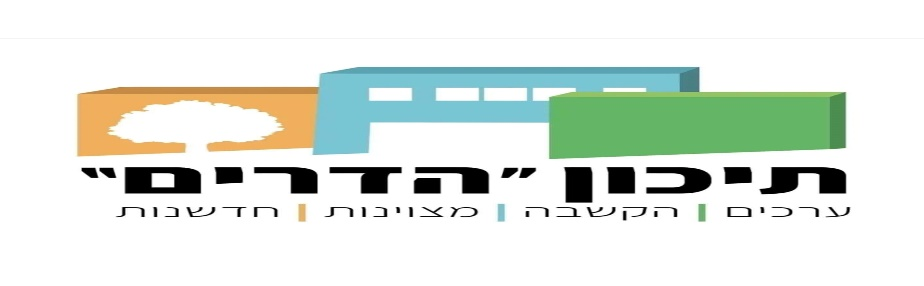 תיכון "הדרים"
ערכים | הקשבה | מצוינות | חדשנות